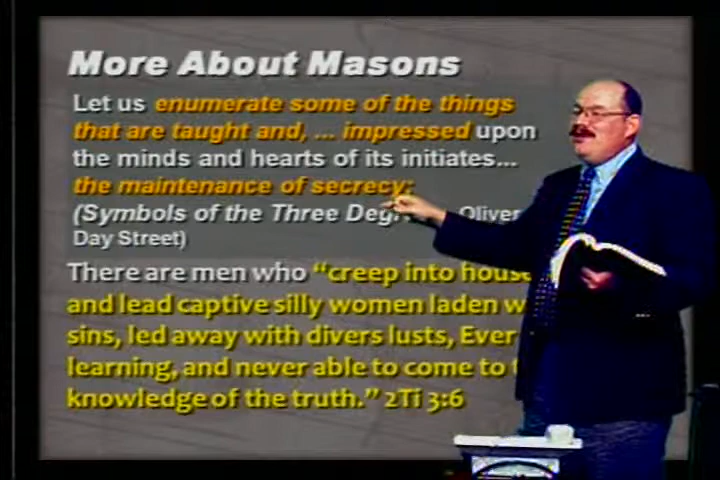 More About Masons
Let us enumerate some of the things
that are taught and, ... impressed upon
the minds and hearts of its initiates...
the maintenance of secrecy;
(Symbols of the Three Oliver
Day Street)
There are men who “creep into
and lead captive silly women laden
sins, led away with divers lusts, Ever
learning, and never able to come to
knowledge of the truth.” 2Ti 3:6